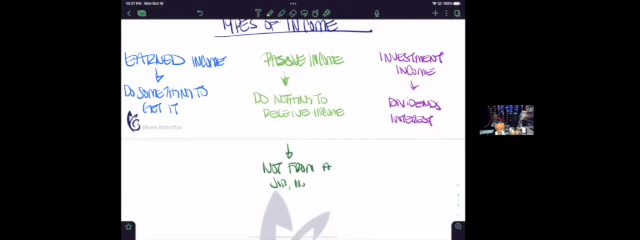 TYPES OF INCOME
EARNED INCOME
DO SOMETHING TO
GET IT
PASSIVE INCOME
DO NOTHING TO
RECEIVE INCOME
INVESTMENT
INCOME
DIVIDENDS
INTEREST
NOT FROM A
JOB, IN